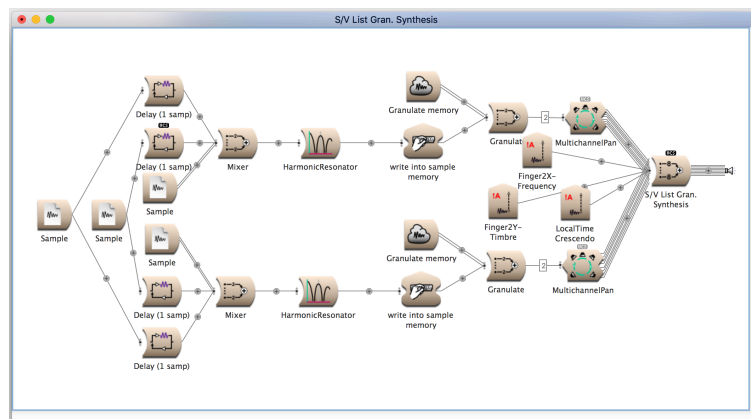 S/V List Gran. Synthesis
Delay (1 samp)
Delay (1 samp)
Sample
Sample
Sample
Sample
Delay (1 samp)
Delay (1 samp)
Mixer
HarmonicResonator
write into sample
memory
Granulate memory
Granulat
2
MultichannelPan
Finger2X-
Frequency
Finger2Y-
Timbre
LocalTime
Crescendo
!A
!A
!A
S/V List Gran.
Synthesis
Mixer
HarmonicResonator
write into sample
memory
Granulate memory
Granulate
2
MultichannelPan